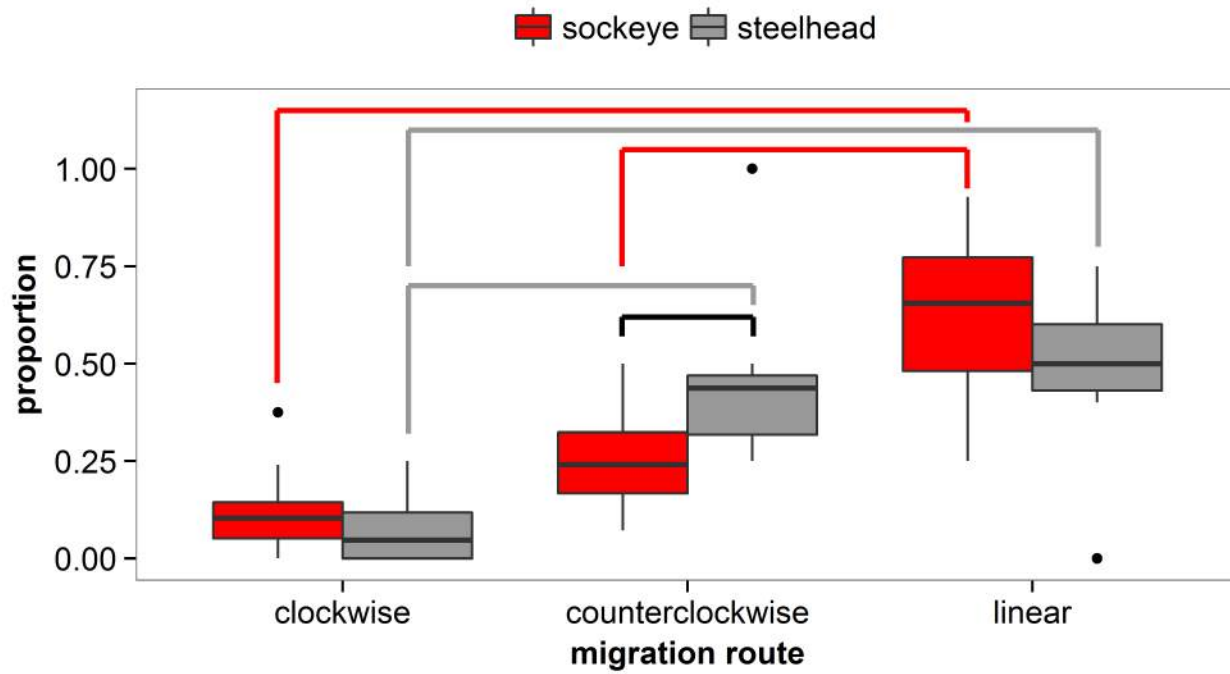 sockeye steelhead
1.00
0.75
0.50
0.25
0.00
proportion
clockwise counterclockwise linear
migration route